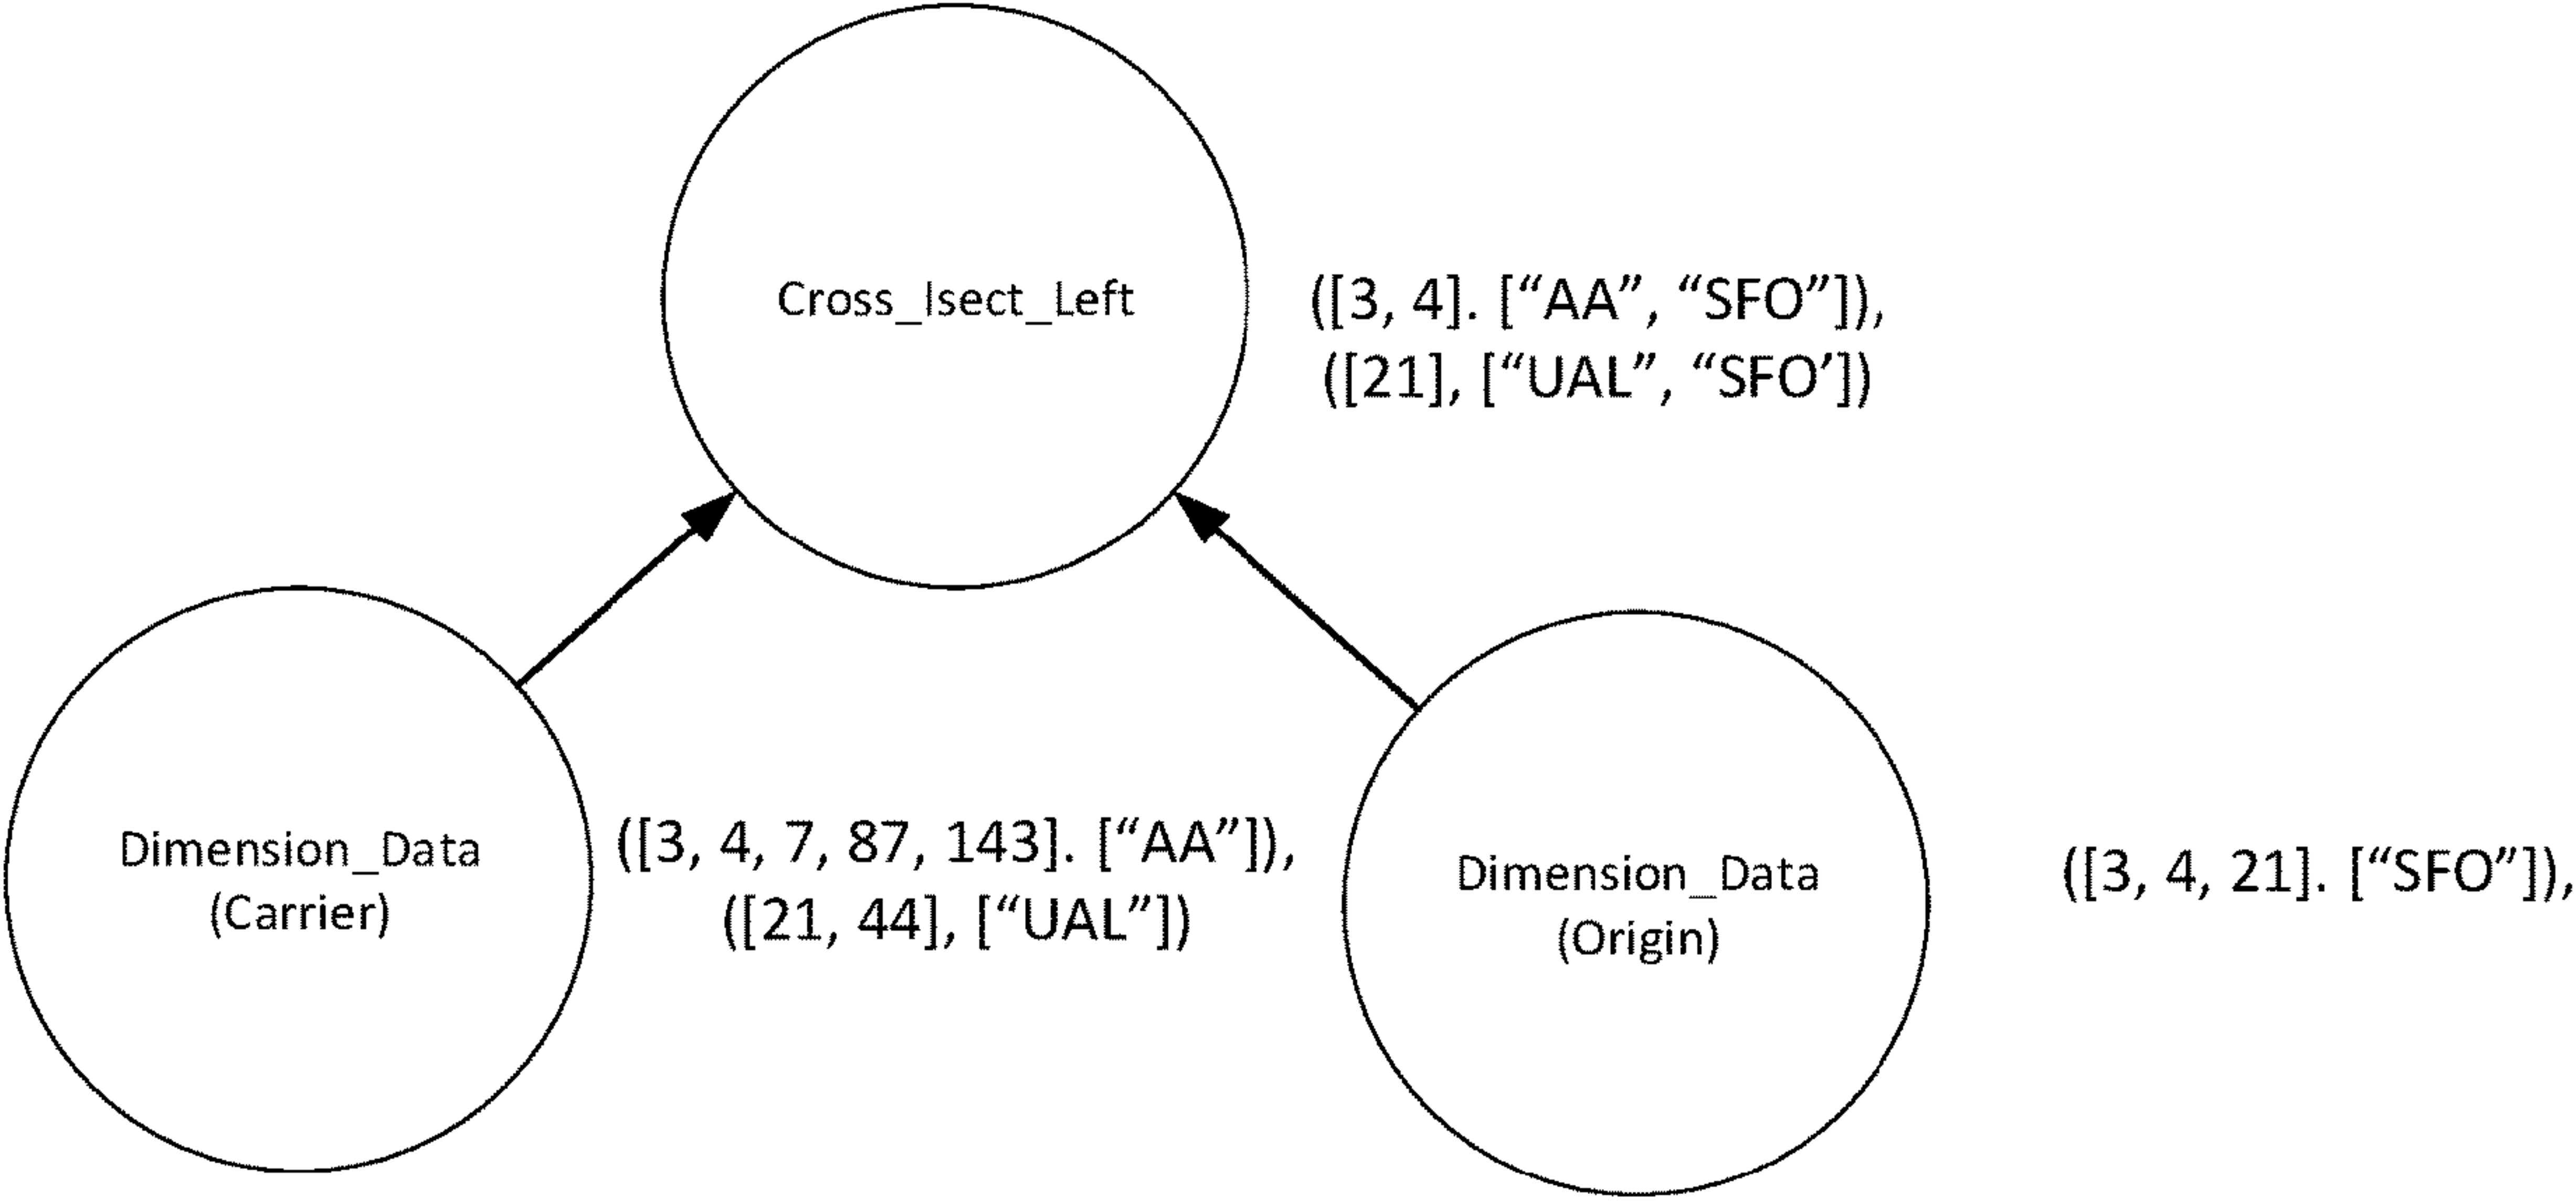 Cross_Isect_Left
([3, 4]. [“AA”, “SFO”]),
([21], [“UAL”, “SFO’])
Dimension_Data
(Carrier)
([3, 4, 7, 87, 143]. [“AA”]),
([21, 44], [“UAL”])
Dimension_Data
(Origin)
([3, 4, 21]. [“SFO”]),